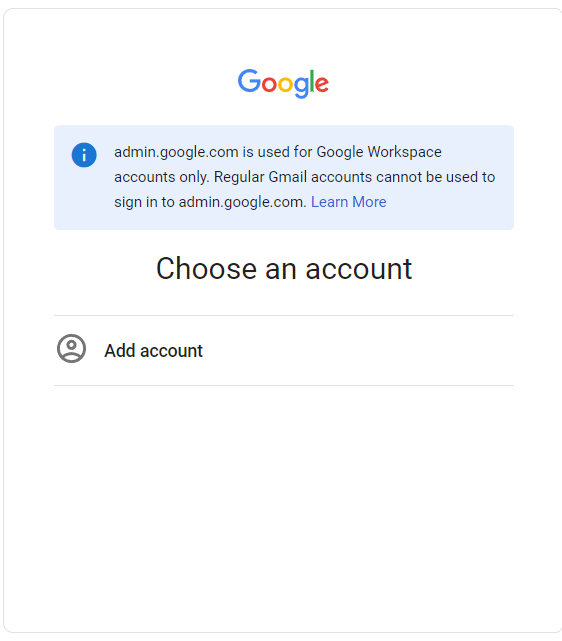 Google
admin.google.com is used for Google Workspace
accounts only. Regular Gmail accounts cannot be used to
sign in to admin.google.com. Learn More
Choose an account
Add account